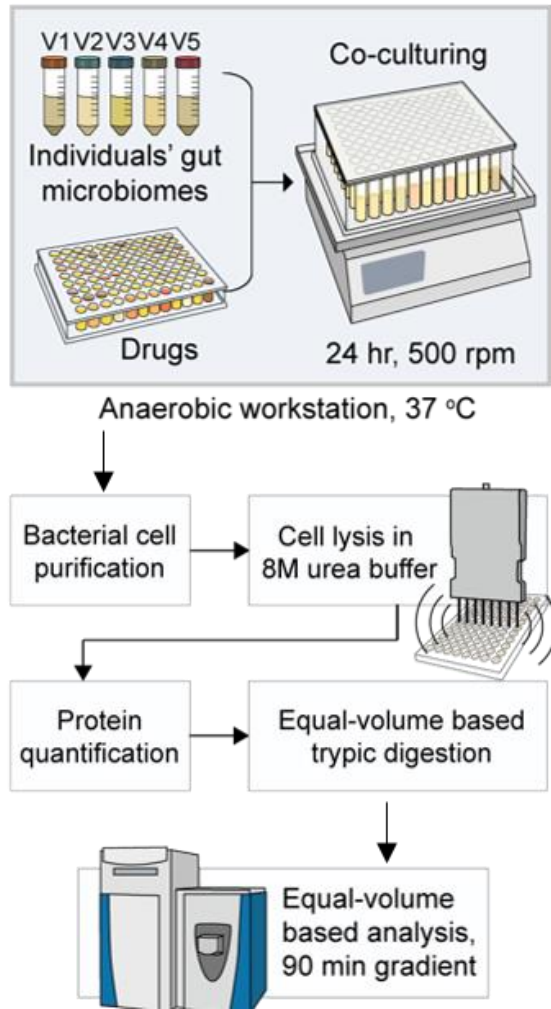 V1 V2 V3 V4 V5
Individuals' gut
microbiomes
Drugs
Co-culturing
24 hr, 500 rpm
Anaerobic workstation, 37 ºC
Bacterial cell
purification
Cell lysis in
8M urea buffer
Protein
quantification
Equal-volume based
trypic digestion
Equal-volume
based analysis,
90 min gradient